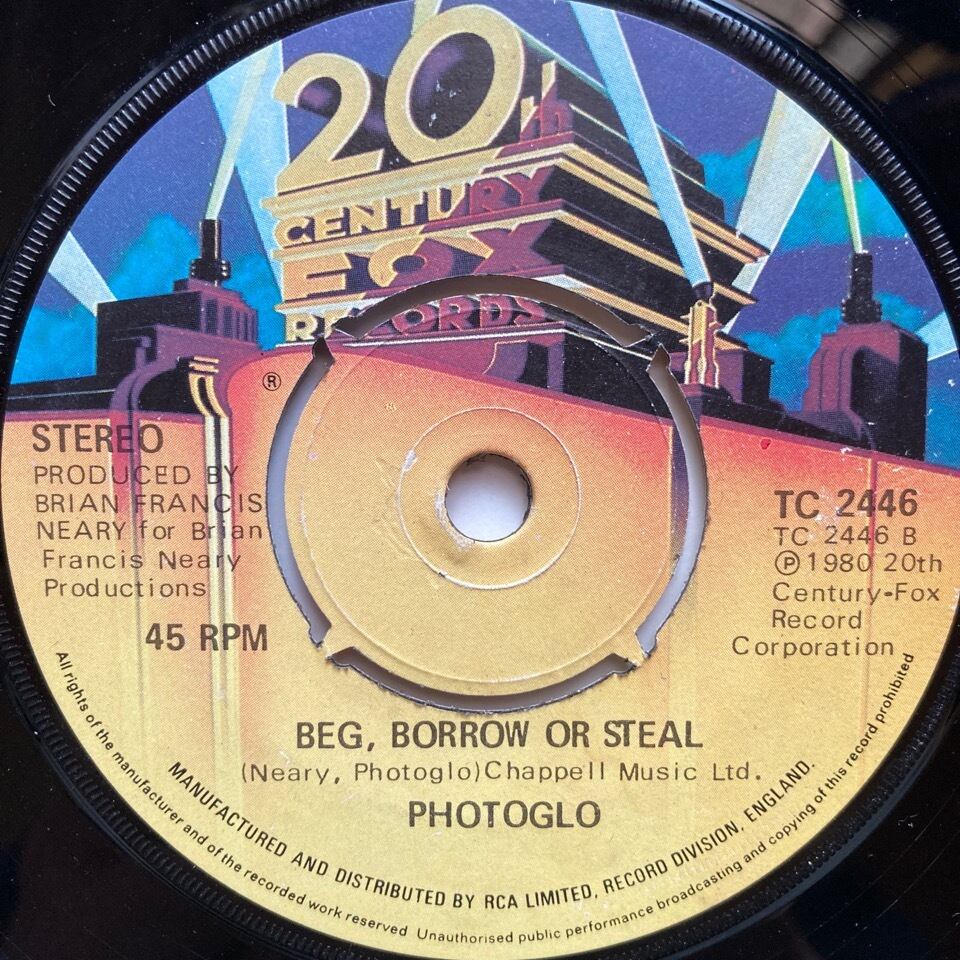 20th
CENTURY
FOX
RECORDS
®
STEREO
PRODUCED BY
BRIAN FRANCIS
NEARY for Brian
Francis Neary
Productions
45 RPM
TC 2446
TC 2446 B
Ⓟ1980 20th
Century-Fox
Record
Corporation
BEG, BORROW OR STEAL
(Neary, Photoglo)Chappell Music Ltd.
PHOTOGLO
MANUFACTURED AND DISTRIBUTED BY RCA LIMITED, RECORD DIVISION, ENGLAND.
All rights of the manufacturer and of the recorded work reserved Unauthorised public performance broadcasting and copying of this record prohibited